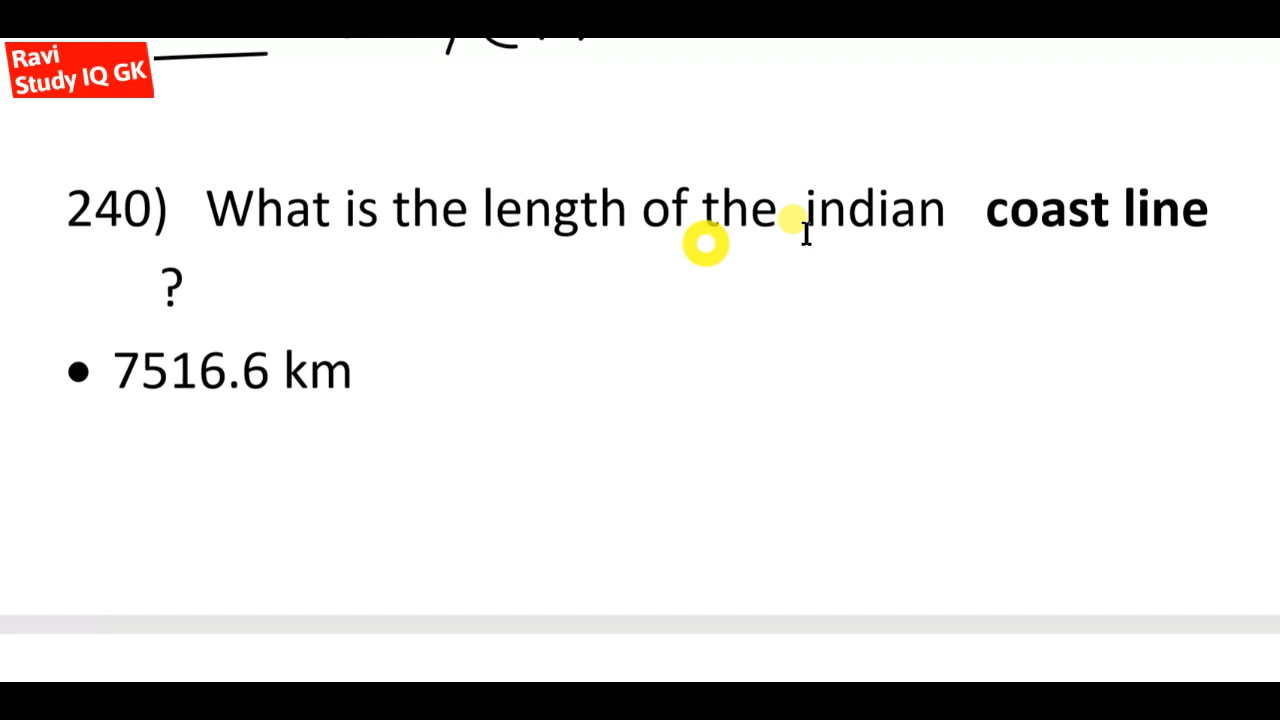 Ravi
Study IQ GK
240) What is the length of the indian coast line
?
• 7516.6 km